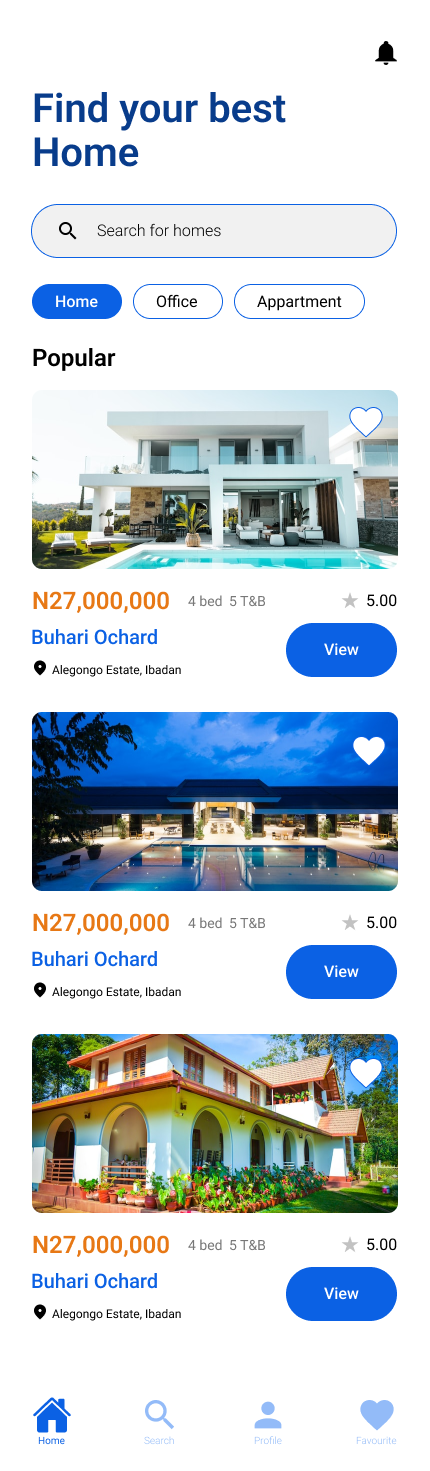 Find your best
Home
Search for homes
Home Office Appartment
Popular
N27,000,000 4 bed 5 T&B 5.00
Buhari Ochard
View
Alegongo Estate, Ibadan
N27,000,000 4 bed 5 T&B 5.00
Buhari Ochard
View
Alegongo Estate, Ibadan
N27,000,000 4 bed 5 T&B 5.00
Buhari Ochard
View
Alegongo Estate, Ibadan
Home Search Profile Favourite